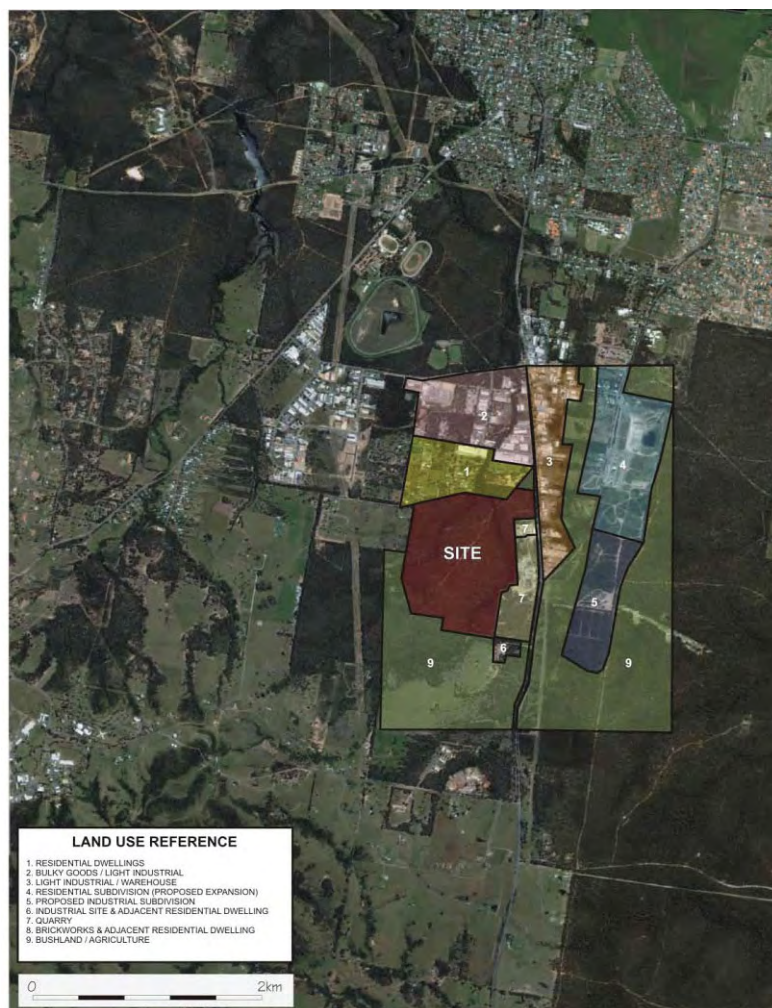 2
1
3
4
7
SITE
7
5
6
9
9
LAND USE REFERENCE
1. RESIDENTIAL DWELLINGS
2. BULKY GOODS / LIGHT INDUSTRIAL
3. LIGHT INDUSTRIAL / WAREHOUSE
4. RESIDENTIAL SUBDIVISION (PROPOSED EXPANSION)
5. PROPOSED INDUSTRIAL SUBDIVISION
6. INDUSTRIAL SITE & ADJACENT RESIDENTIAL DWELLING
7. QUARRY
8. BRICKWORKS & ADJACENT RESIDENTIAL DWELLING
9. BUSHLAND / AGRICULTURE
0 2km